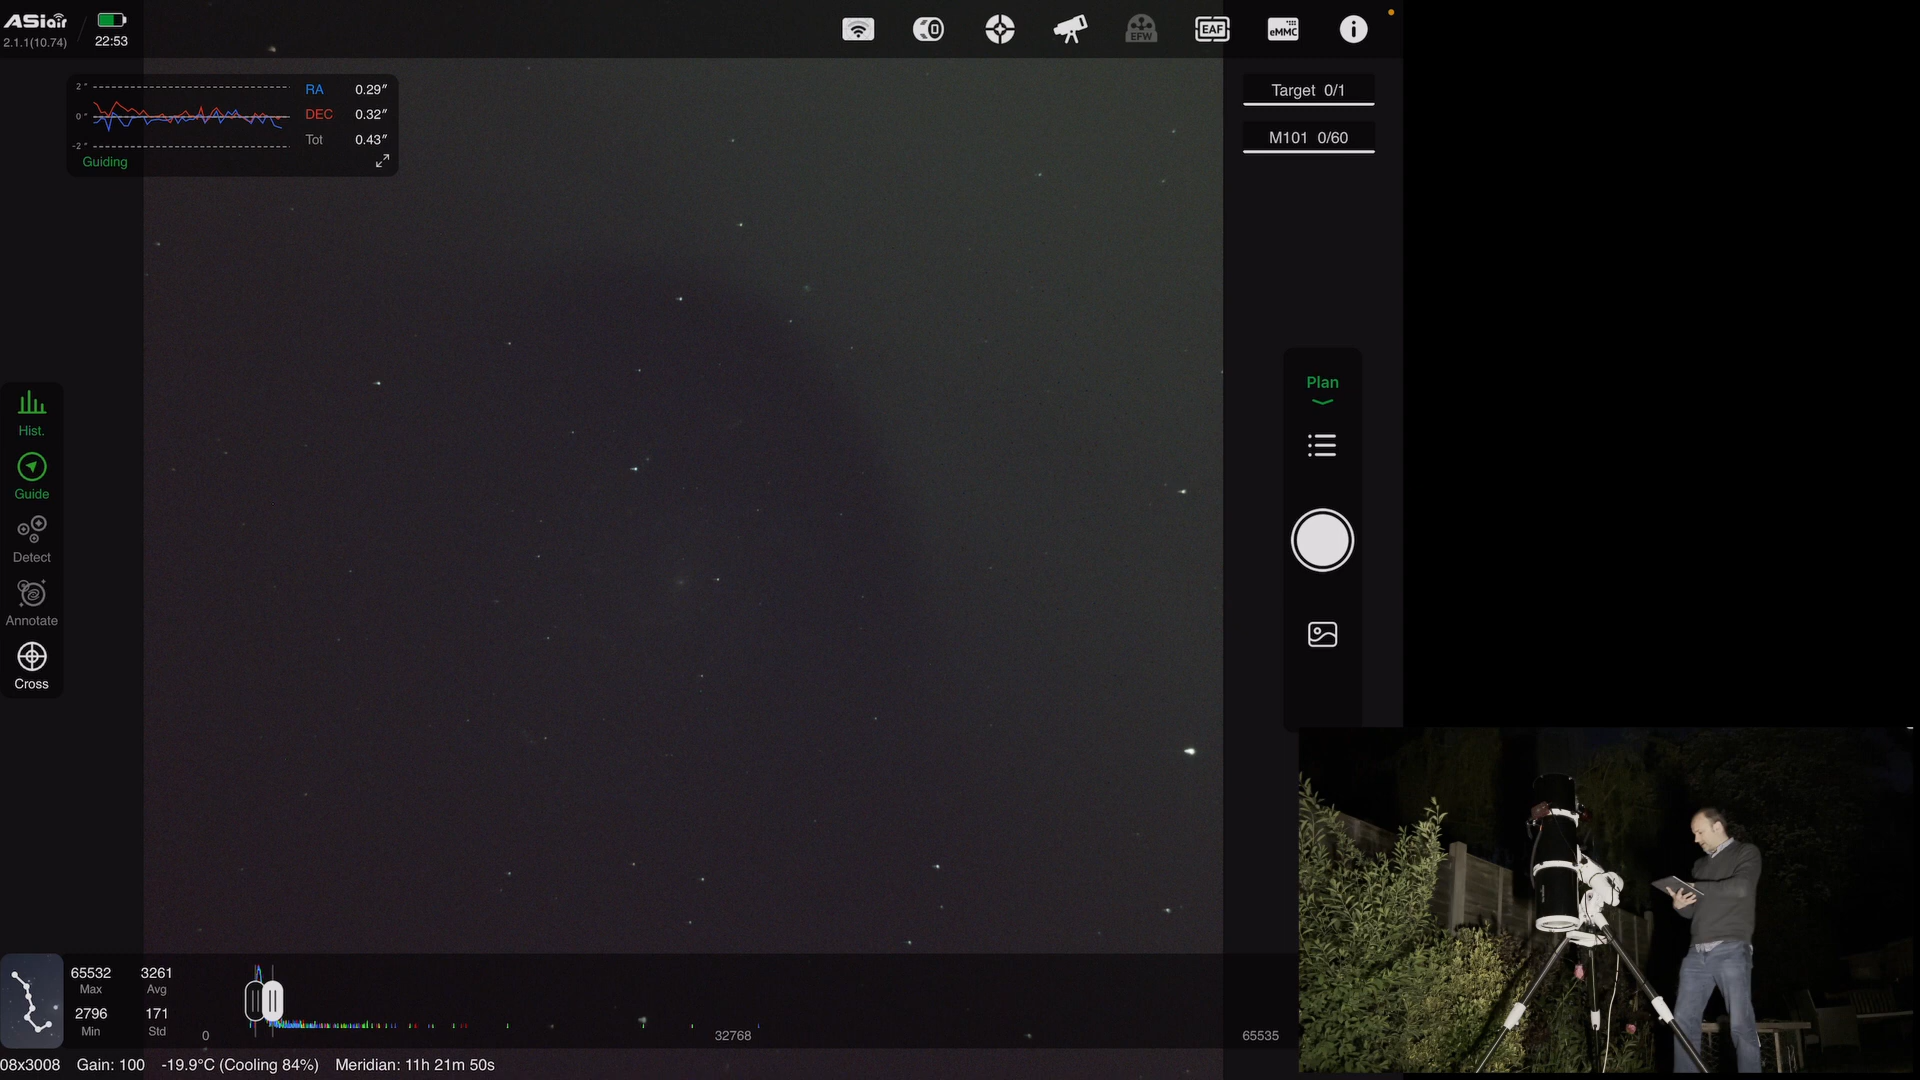 ASIair
2.1.1(10.74)
22:53
EFW
EAF
eMMC
2"
0"
-2"
RA 0.29"
DEC 0.32"
Tot 0.43"
Guiding
Target 0/1
M101 0/60
Plan
Hist.
Guide
Detect
Annotate
Cross
65532 3261
Max Avg
2796 171
Min Std
0 32768 65535
08x3008 Gain: 100 -19.9°C (Cooling 84%) Meridian: 11h 21m 50s